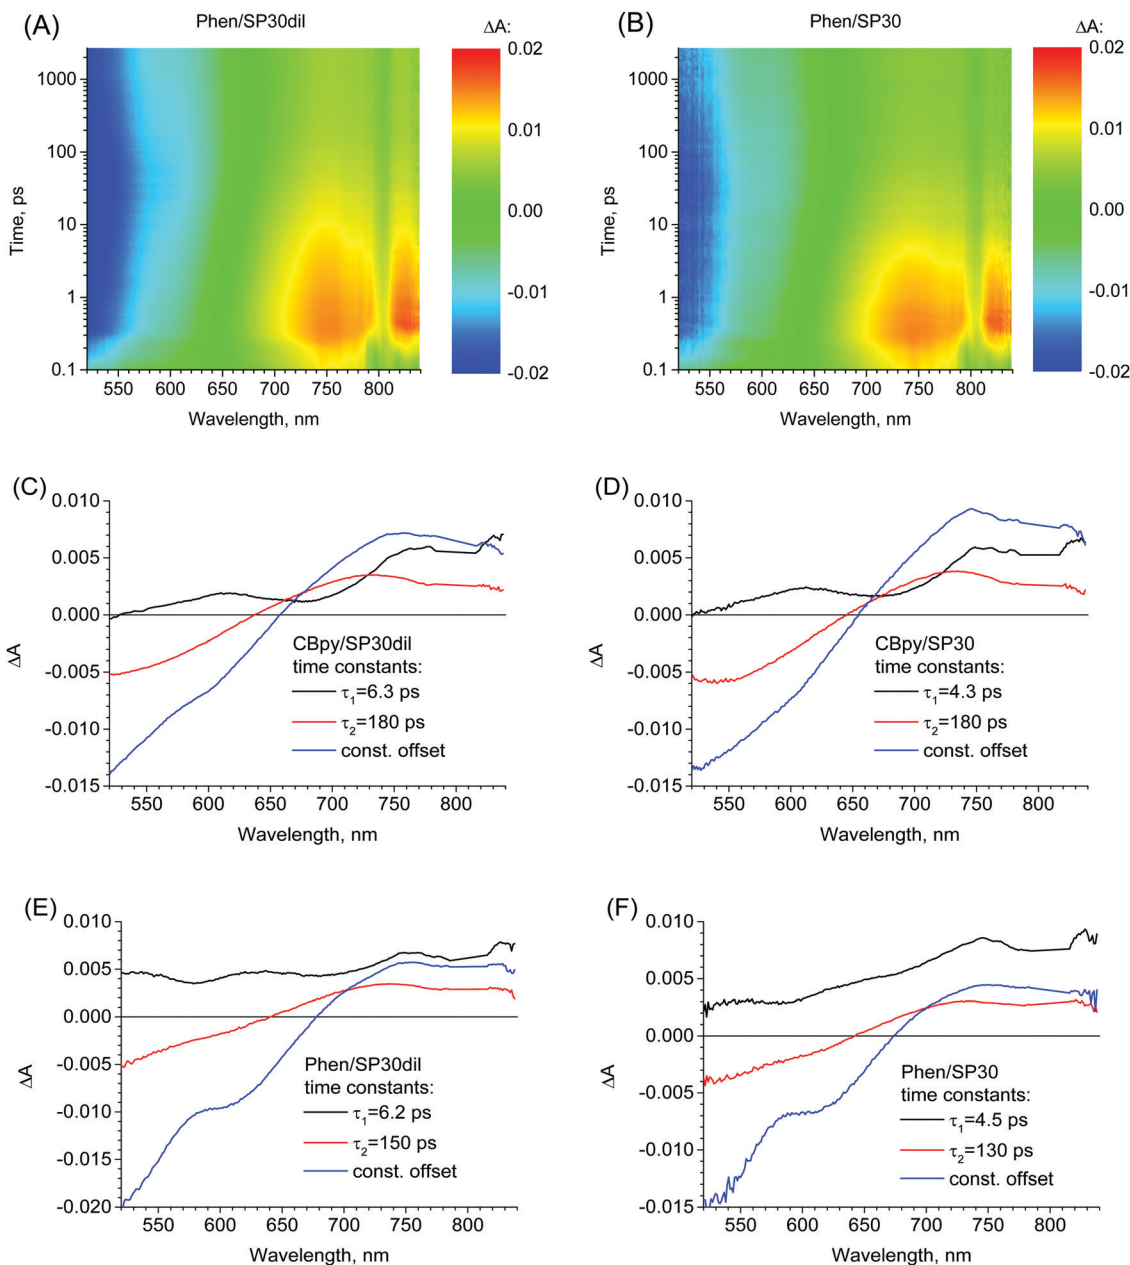 (A)
Phen/SP30dil
ΔA:
0.02
0.01
0.00
-0.01
-0.02
1000
100
10
1
0.1
Time, ps
550 600 650 700 750 800
Wavelength, nm
(B)
Phen/SP30
ΔA:
0.02
0.01
0.00
-0.01
-0.02
1000
100
10
1
0.1
Time, ps
550 600 650 700 750 800
Wavelength, nm
(C)
0.010
0.005
0.000
-0.005
-0.010
-0.015
ΔA
CBpy/SP30dil
time constants:
τ1=6.3 ps
τ2=180 ps
const. offset
550 600 650 700 750 800
Wavelength, nm
(D)
0.010
0.005
0.000
-0.005
-0.010
-0.015
ΔA
CBpy/SP30
time constants:
τ1=4.3 ps
τ2=180 ps
const. offset
550 600 650 700 750 800
Wavelength, nm
(E)
0.010
0.005
0.000
-0.005
-0.010
-0.015
-0.020
ΔA
Phen/SP30dil
time constants:
τ1=6.2 ps
τ2=150 ps
const. offset
550 600 650 700 750 800
Wavelength, nm
(F)
0.010
0.005
0.000
-0.005
-0.010
-0.015
ΔA
Phen/SP30
time constants:
τ1=4.5 ps
τ2=130 ps
const. offset
550 600 650 700 750 800
Wavelength, nm